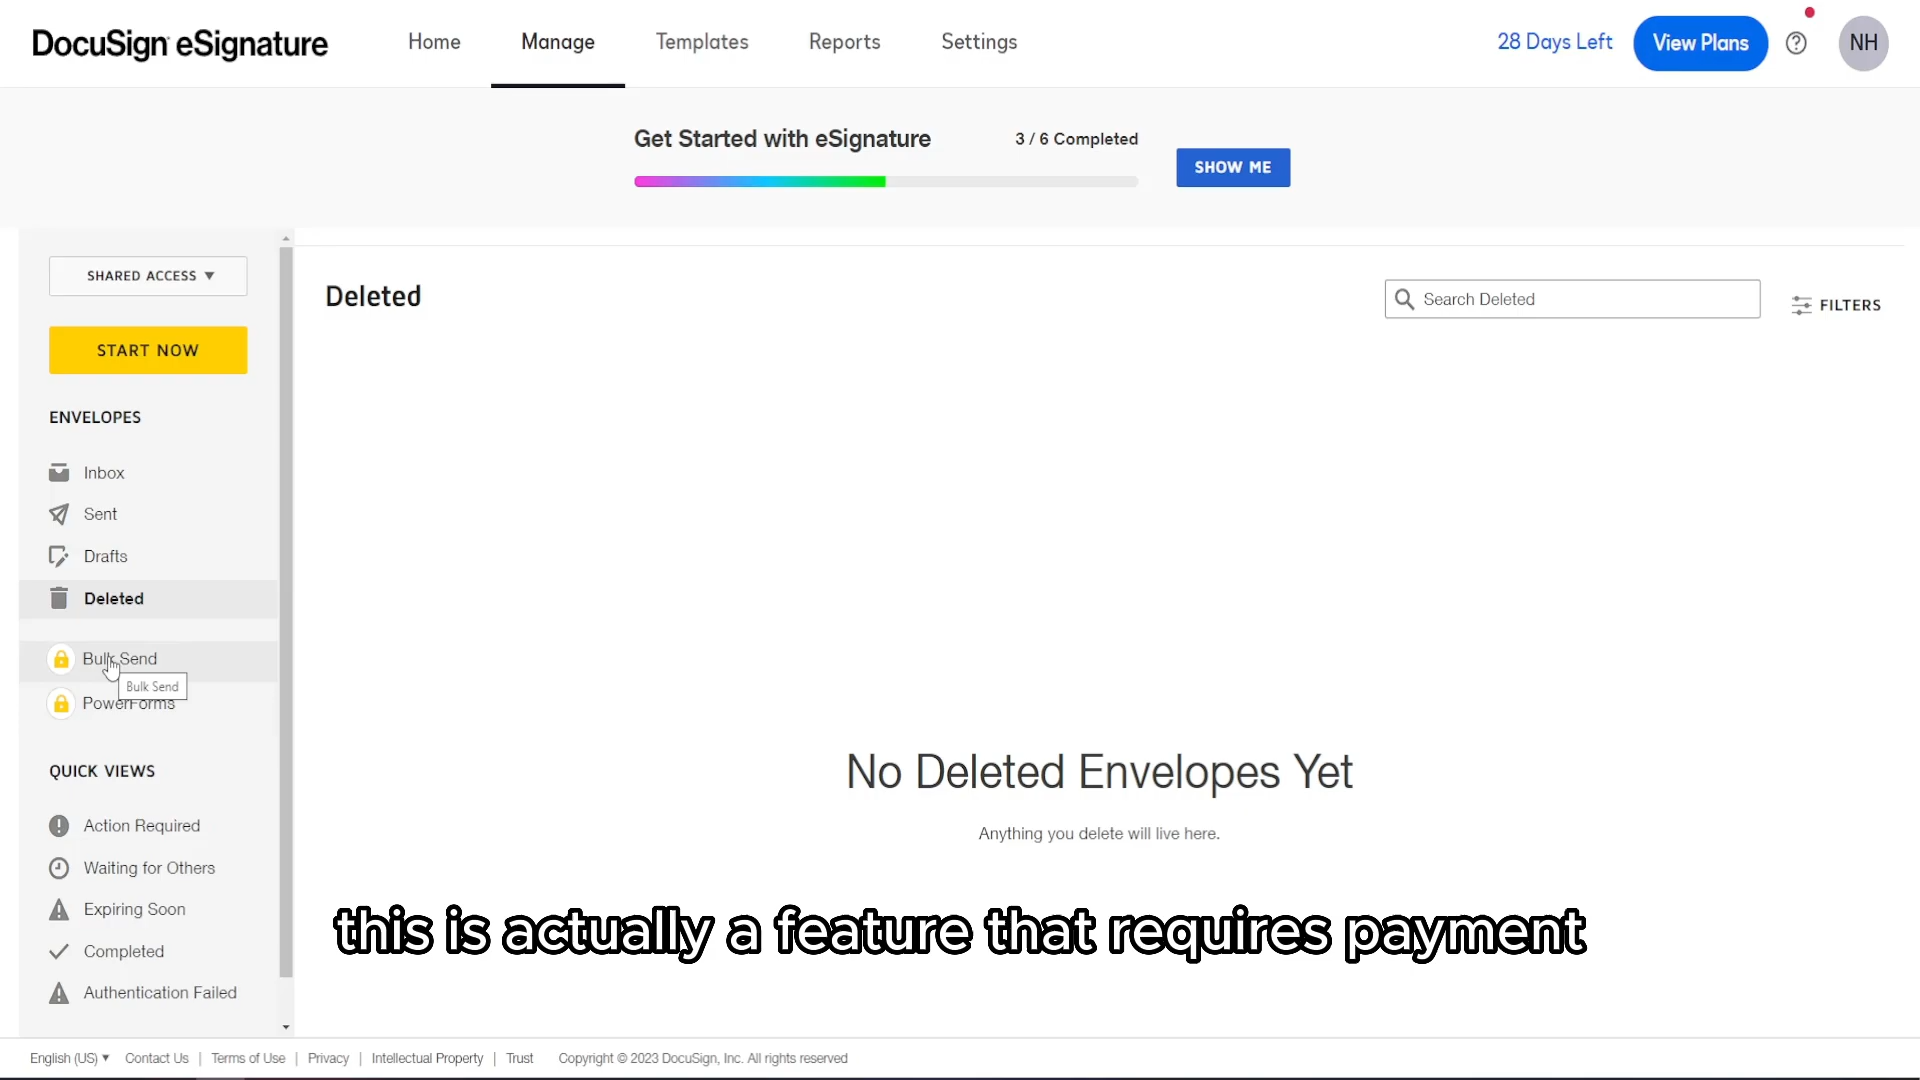 DocuSign eSignature
Home
Manage
Templates
Reports
Settings
28 Days Left
View Plans
NH
Get Started with eSignature
3 / 6 Completed
SHOW ME
SHARED ACCESS
START NOW
ENVELOPES
Inbox
Sent
Drafts
Deleted
Bulk Send
Bulk Send
PowerForms
QUICK VIEWS
Action Required
Waiting for Others
Expiring Soon
Completed
Authentication Failed
Deleted
Search Deleted
FILTERS
No Deleted Envelopes Yet
Anything you delete will live here.
this is actually a feature that requires payment
English (US) Contact Us | Terms of Use | Privacy | Intellectual Property | Trust Copyright © 2023 DocuSign, Inc. All rights reserved